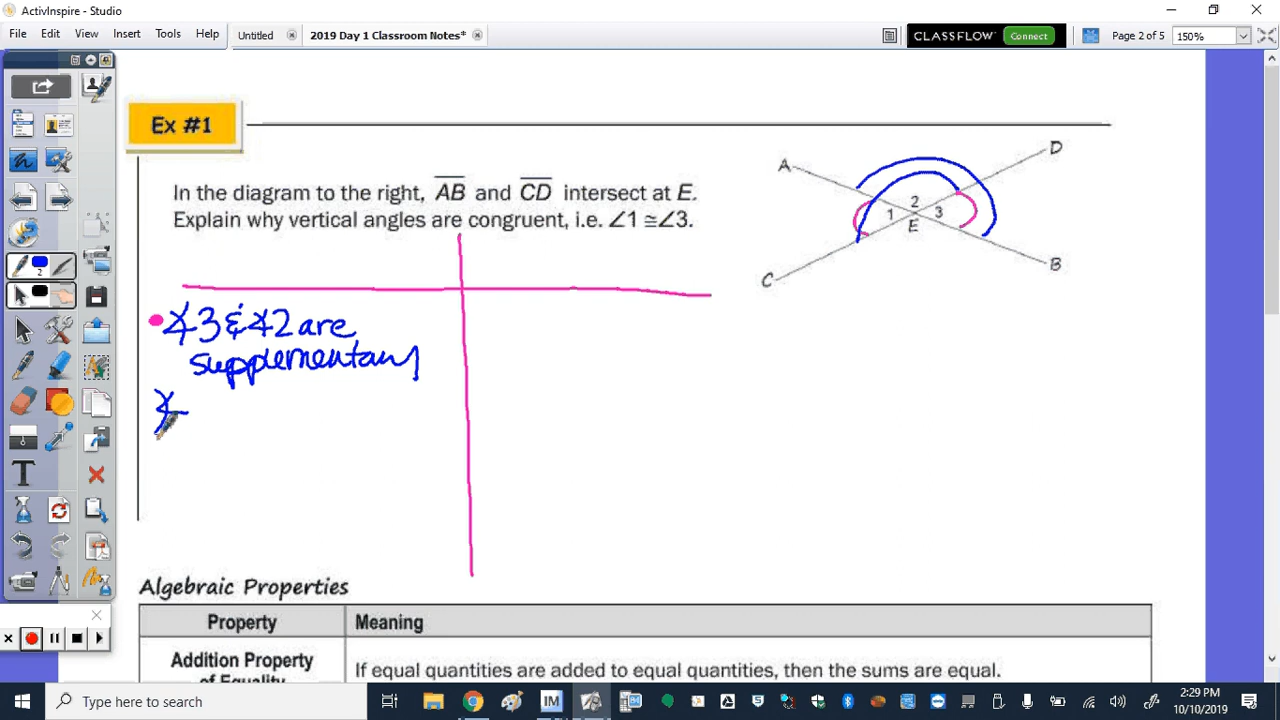 ActivInspire - Studio
File Edit View Insert Tools Help
Untitled
2019 Day 1 Classroom Notes*
CLASSFLOW Connect
Page 2 of 5
150%
Ex #1
In the diagram to the right, AB and CD intersect at E.
Explain why vertical angles are congruent, i.e. ∠1 ≅∠3.
A
D
2
1
3
E
B
C
2
• ∡3 & ∡2 are
supplementary
∡
T
Algebraic Properties
Property Meaning
Addition Property
of Equality
If equal quantities are added to equal quantities, then the sums are equal.
Type here to search
IM
2:29 PM
10/10/2019